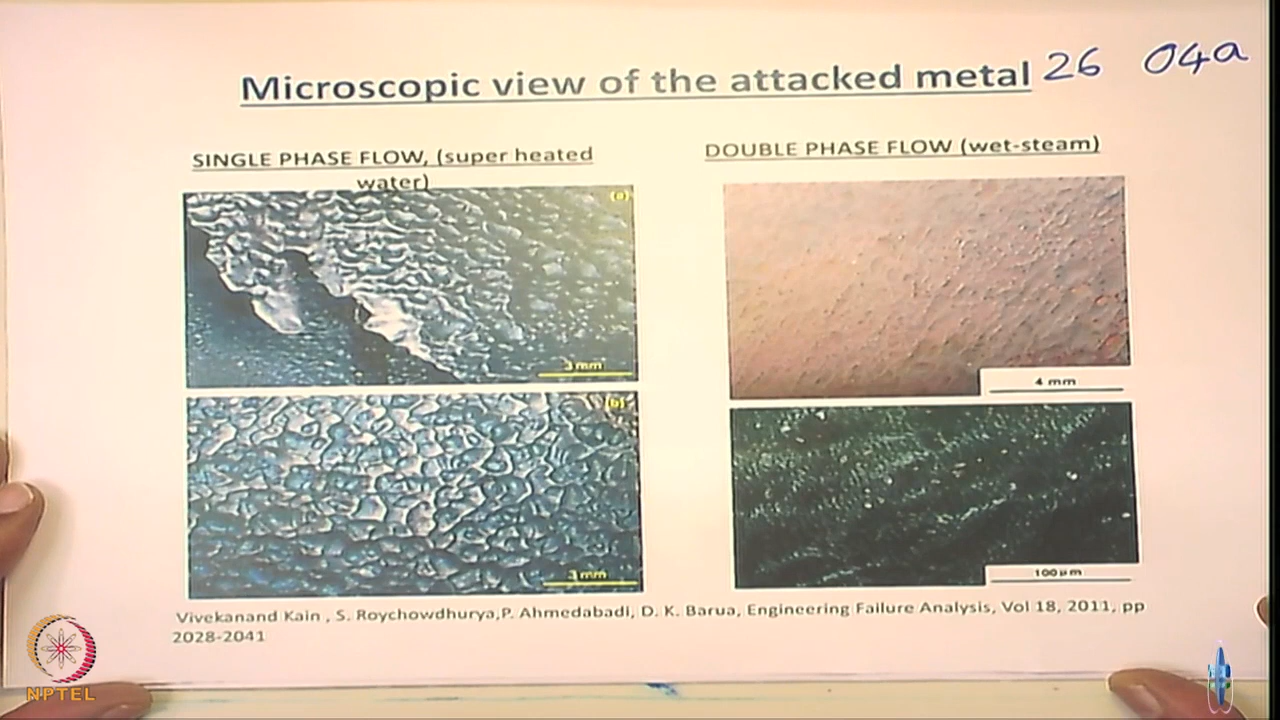 Microscopic view of the attacked metal 26 04a
SINGLE PHASE FLOW, (super heated
water)
DOUBLE PHASE FLOW (wet-steam)
(a)
3 mm
4 mm
(b)
3 mm
100μm
Vivekanand Kain , S. Roychowdhurya,P. Ahmedabadi, D. K. Barua, Engineering Failure Analysis, Vol 18, 2011, pp
2028-2041
NPTEL